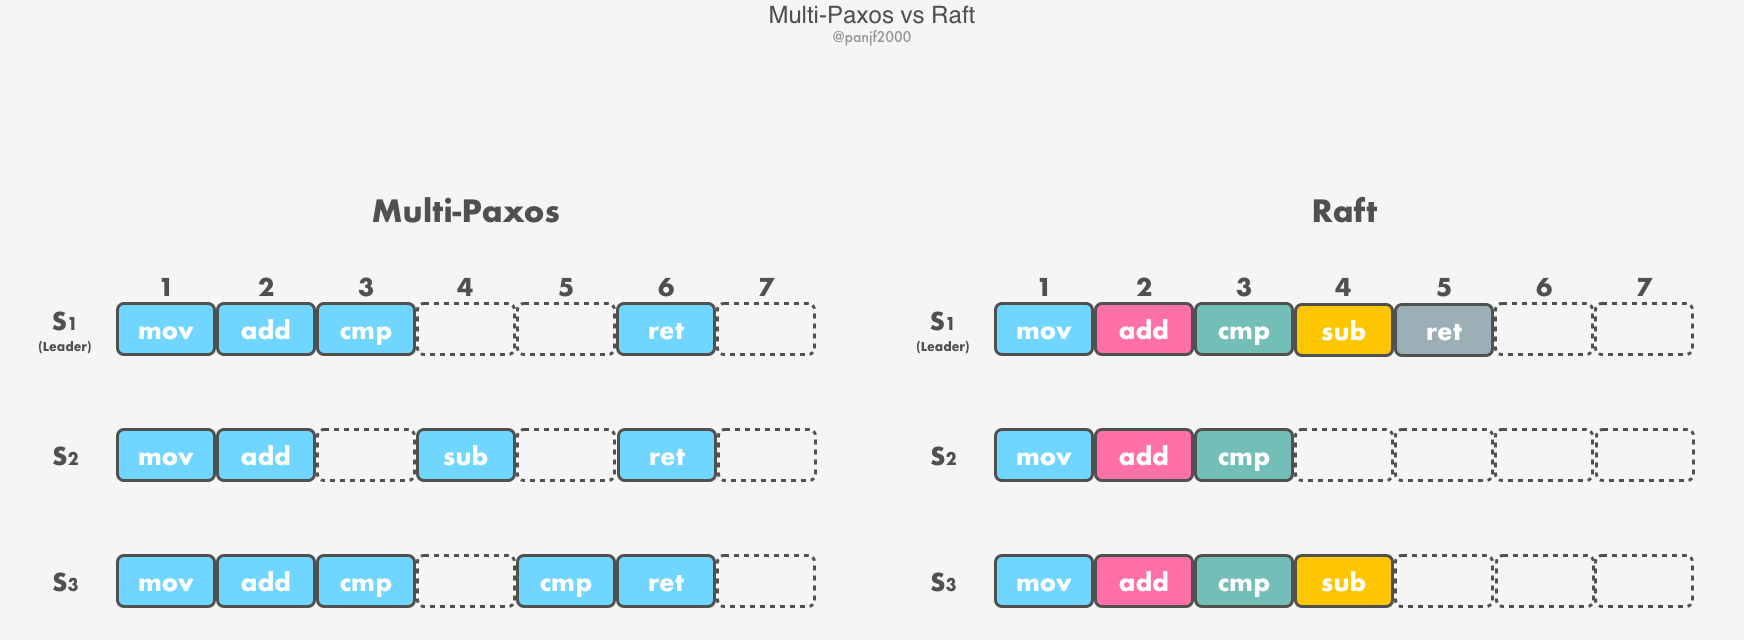 Multi-Paxos vs Raft
@panjf2000
Multi-Paxos
1 2 3 4 5 6 7
S1 mov add cmp ret
(Leader)
S2 mov add sub ret
S3 mov add cmp cmp ret
Raft
1 2 3 4 5 6 7
S1 mov add cmp sub ret
(Leader)
S2 mov add cmp
S3 mov add cmp sub